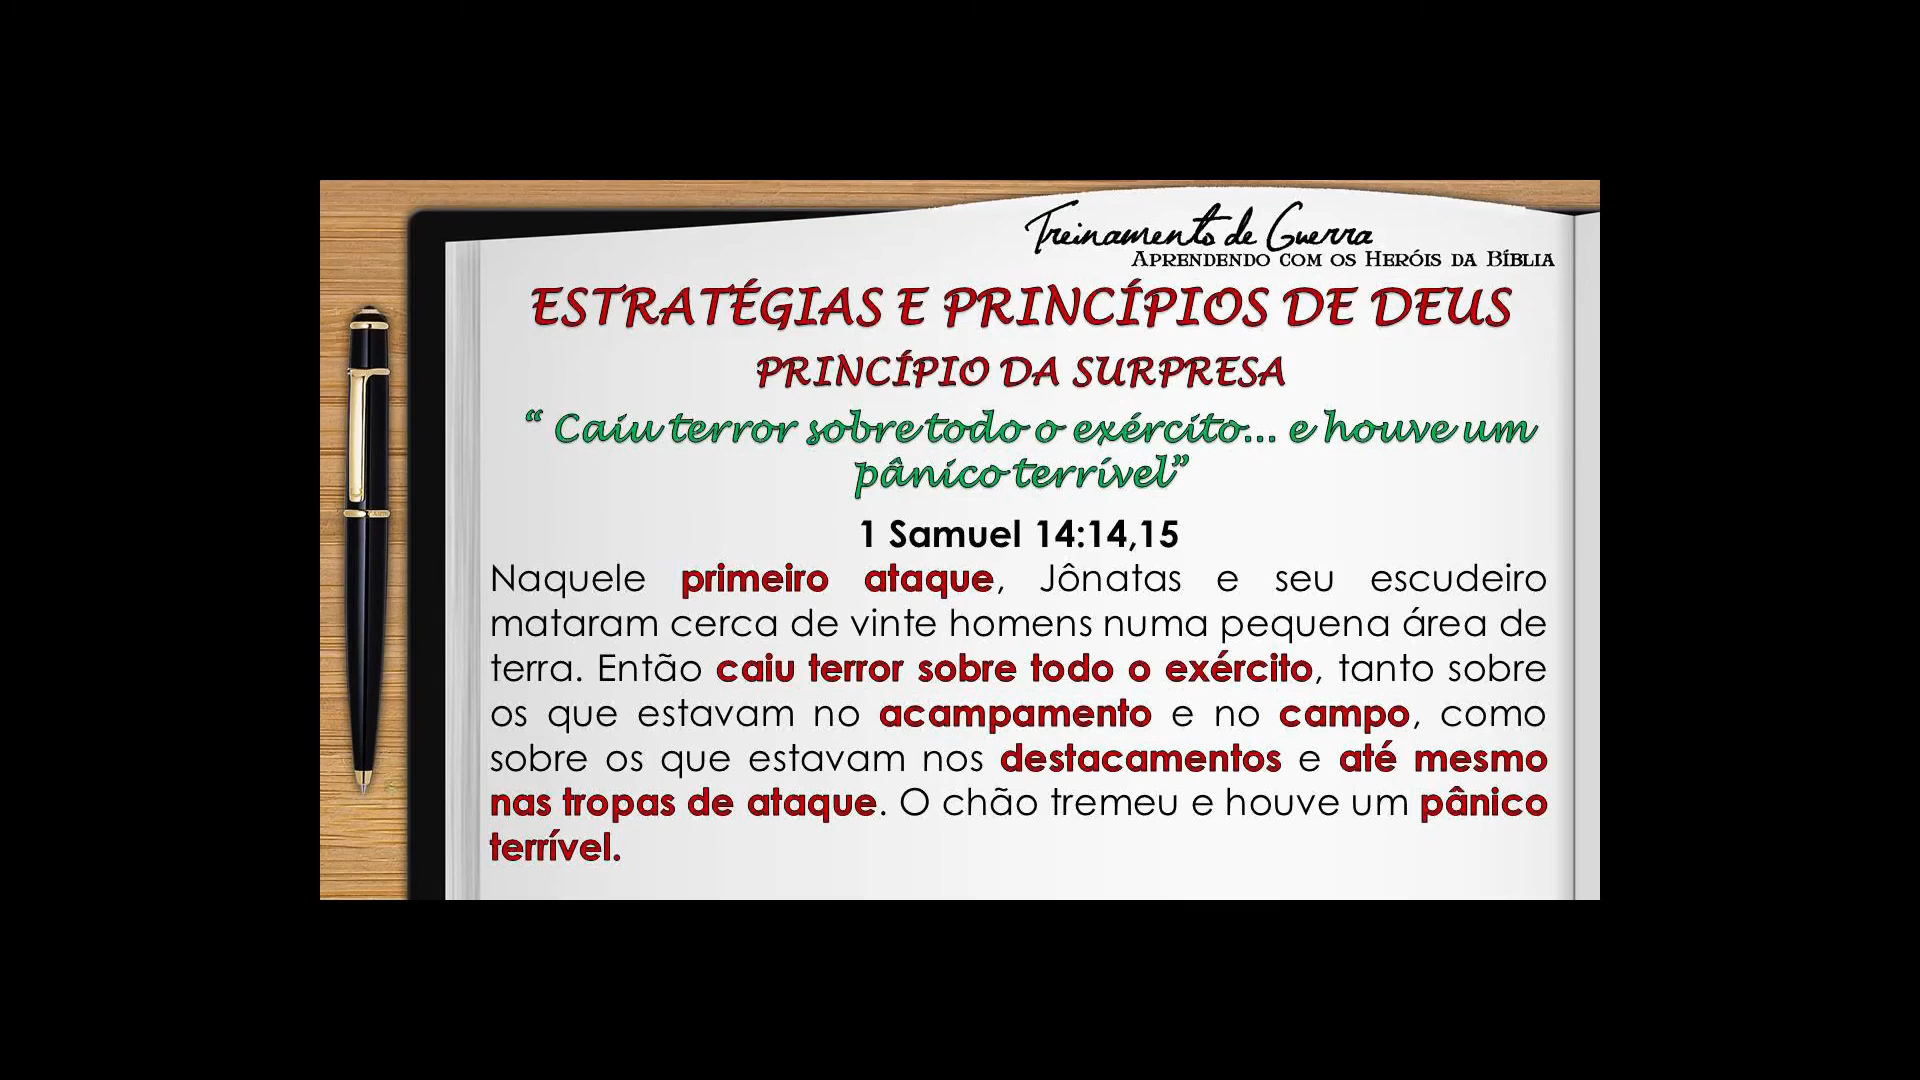 Treinamento de Guerra
Aprendendo com os Heróis da Bíblia
ESTRATÉGIAS E PRINCÍPIOS DE DEUS
PRINCÍPIO DA SURPRESA
“ Caiu terror sobre todo o exército... e houve um
pânico terrível”
1 Samuel 14:14,15
Naquele primeiro ataque, Jônatas e seu escudeiro
mataram cerca de vinte homens numa pequena área de
terra. Então caiu terror sobre todo o exército, tanto sobre
os que estavam no acampamento e no campo, como
sobre os que estavam nos destacamentos e até mesmo
nas tropas de ataque. O chão tremeu e houve um pânico
terrível.